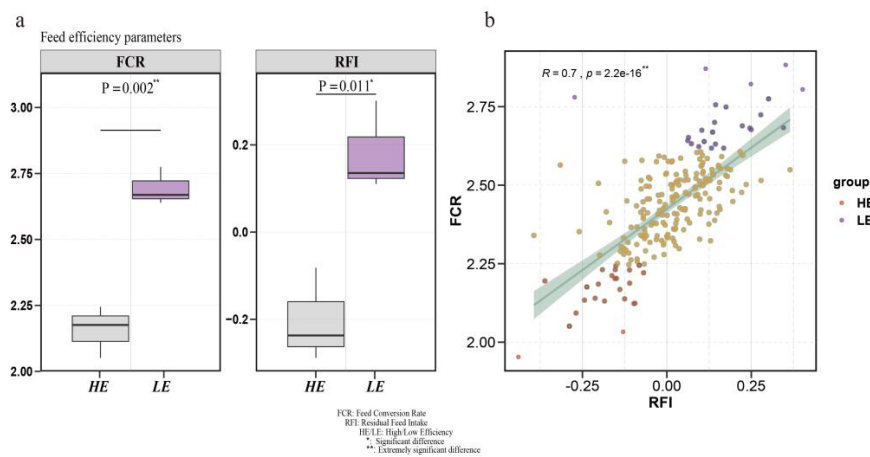 a
Feed efficiency parameters
FCR
RFI
P = 0.002**
P = 0.011*
3.00
2.75
2.50
2.25
2.00
0.2
0.0
−0.2
HE
LE
HE
LE
FCR: Feed Conversion Rate
RFI: Residual Feed Intake
HE/LE: High/Low Efficiency
*: Significant difference
**: Extremely significant difference
b
R = 0.7 , p = 2.2e-16**
FCR
2.75
2.50
2.25
2.00
-0.25
0.00
0.25
RFI
group
HE
LE